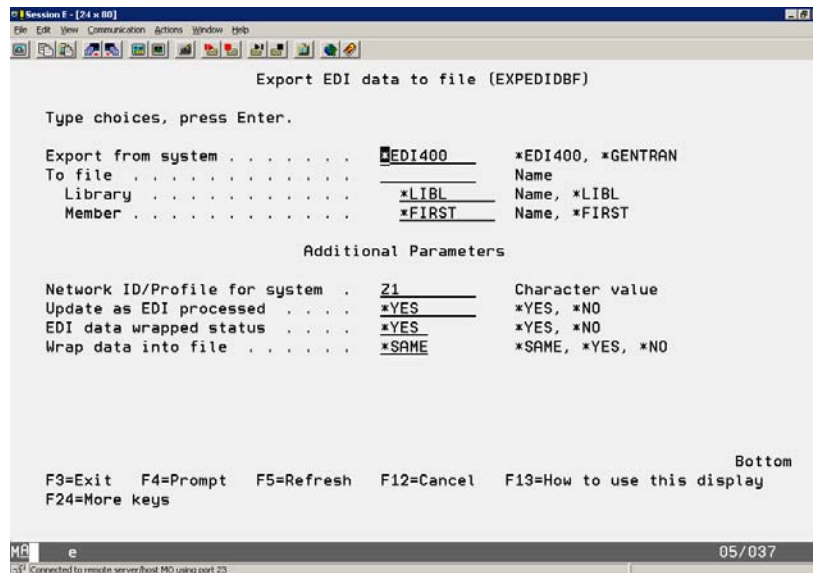 Session E - [24 x 80]
File Edit View Communication Actions Window Help
Export EDI data to file (EXPEDIDBF)
Type choices, press Enter.
Export from system . . . . . . . *EDI400 *EDI400, *GENTRAN
To file . . . . . . . . . . . . Name
Library . . . . . . . . . . . *LIBL Name, *LIBL
Member . . . . . . . . . . . . *FIRST Name, *FIRST
Additional Parameters
Network ID/Profile for system . Z1 Character value
Update as EDI processed . . . . *YES *YES, *NO
EDI data wrapped status . . . . *YES *YES, *NO
Wrap data into file . . . . . . *SAME *SAME, *YES, *NO
Bottom
F3=Exit F4=Prompt F5=Refresh F12=Cancel F13=How to use this display
F24=More keys
MA e 05/037
Connected to remote server/host MO using port 23